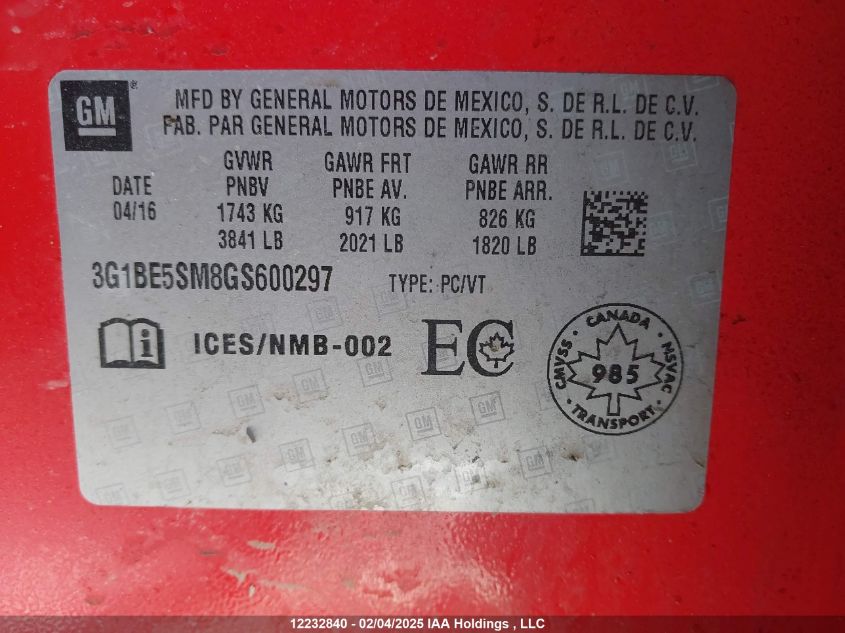 GM ®
MFD BY GENERAL MOTORS DE MEXICO, S. DE R.L. DE C.V.
FAB. PAR GENERAL MOTORS DE MEXICO, S. DE R.L. DE C.V.
GVWR GAWR FRT GAWR RR
DATE PNBV PNBE AV. PNBE ARR.
04/16 1743 KG 917 KG 826 KG
3841 LB 2021 LB 1820 LB
3G1BE5SM8GS600297 TYPE: PC/VT
i ICES/NMB-002 EC
CANADA
CMVSS 985 NSVAC
TRANSPORT
12232840 - 02/04/2025 IAA Holdings , LLC